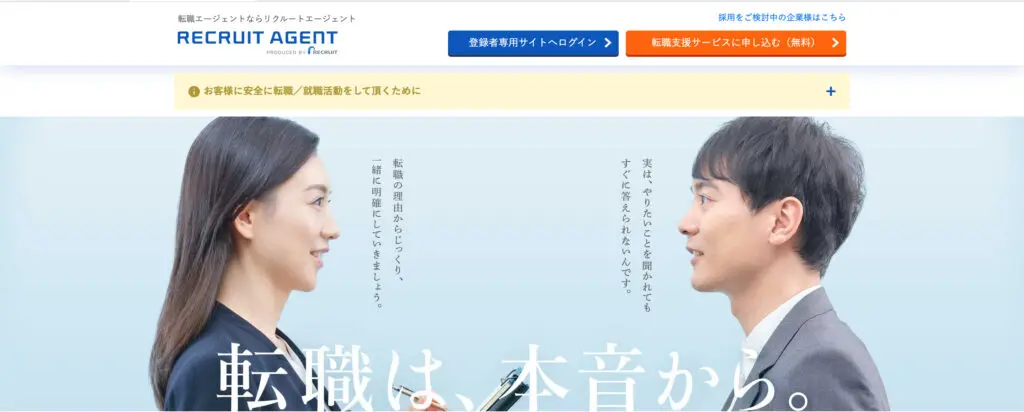 転職エージェントならリクルートエージェント
RECRUIT AGENT
PRODUCED BY RECRUIT
採用をご検討中の企業様はこちら
登録者専用サイトへログイン
転職支援サービスに申し込む（無料）
お客様に安全に転職／就職活動をして頂くために
実は、やりたいことを聞かれても
すぐに答えられないんです。
転職の理由からじっくり、
一緒に明確にしていきましょう。
転職は、本音から。